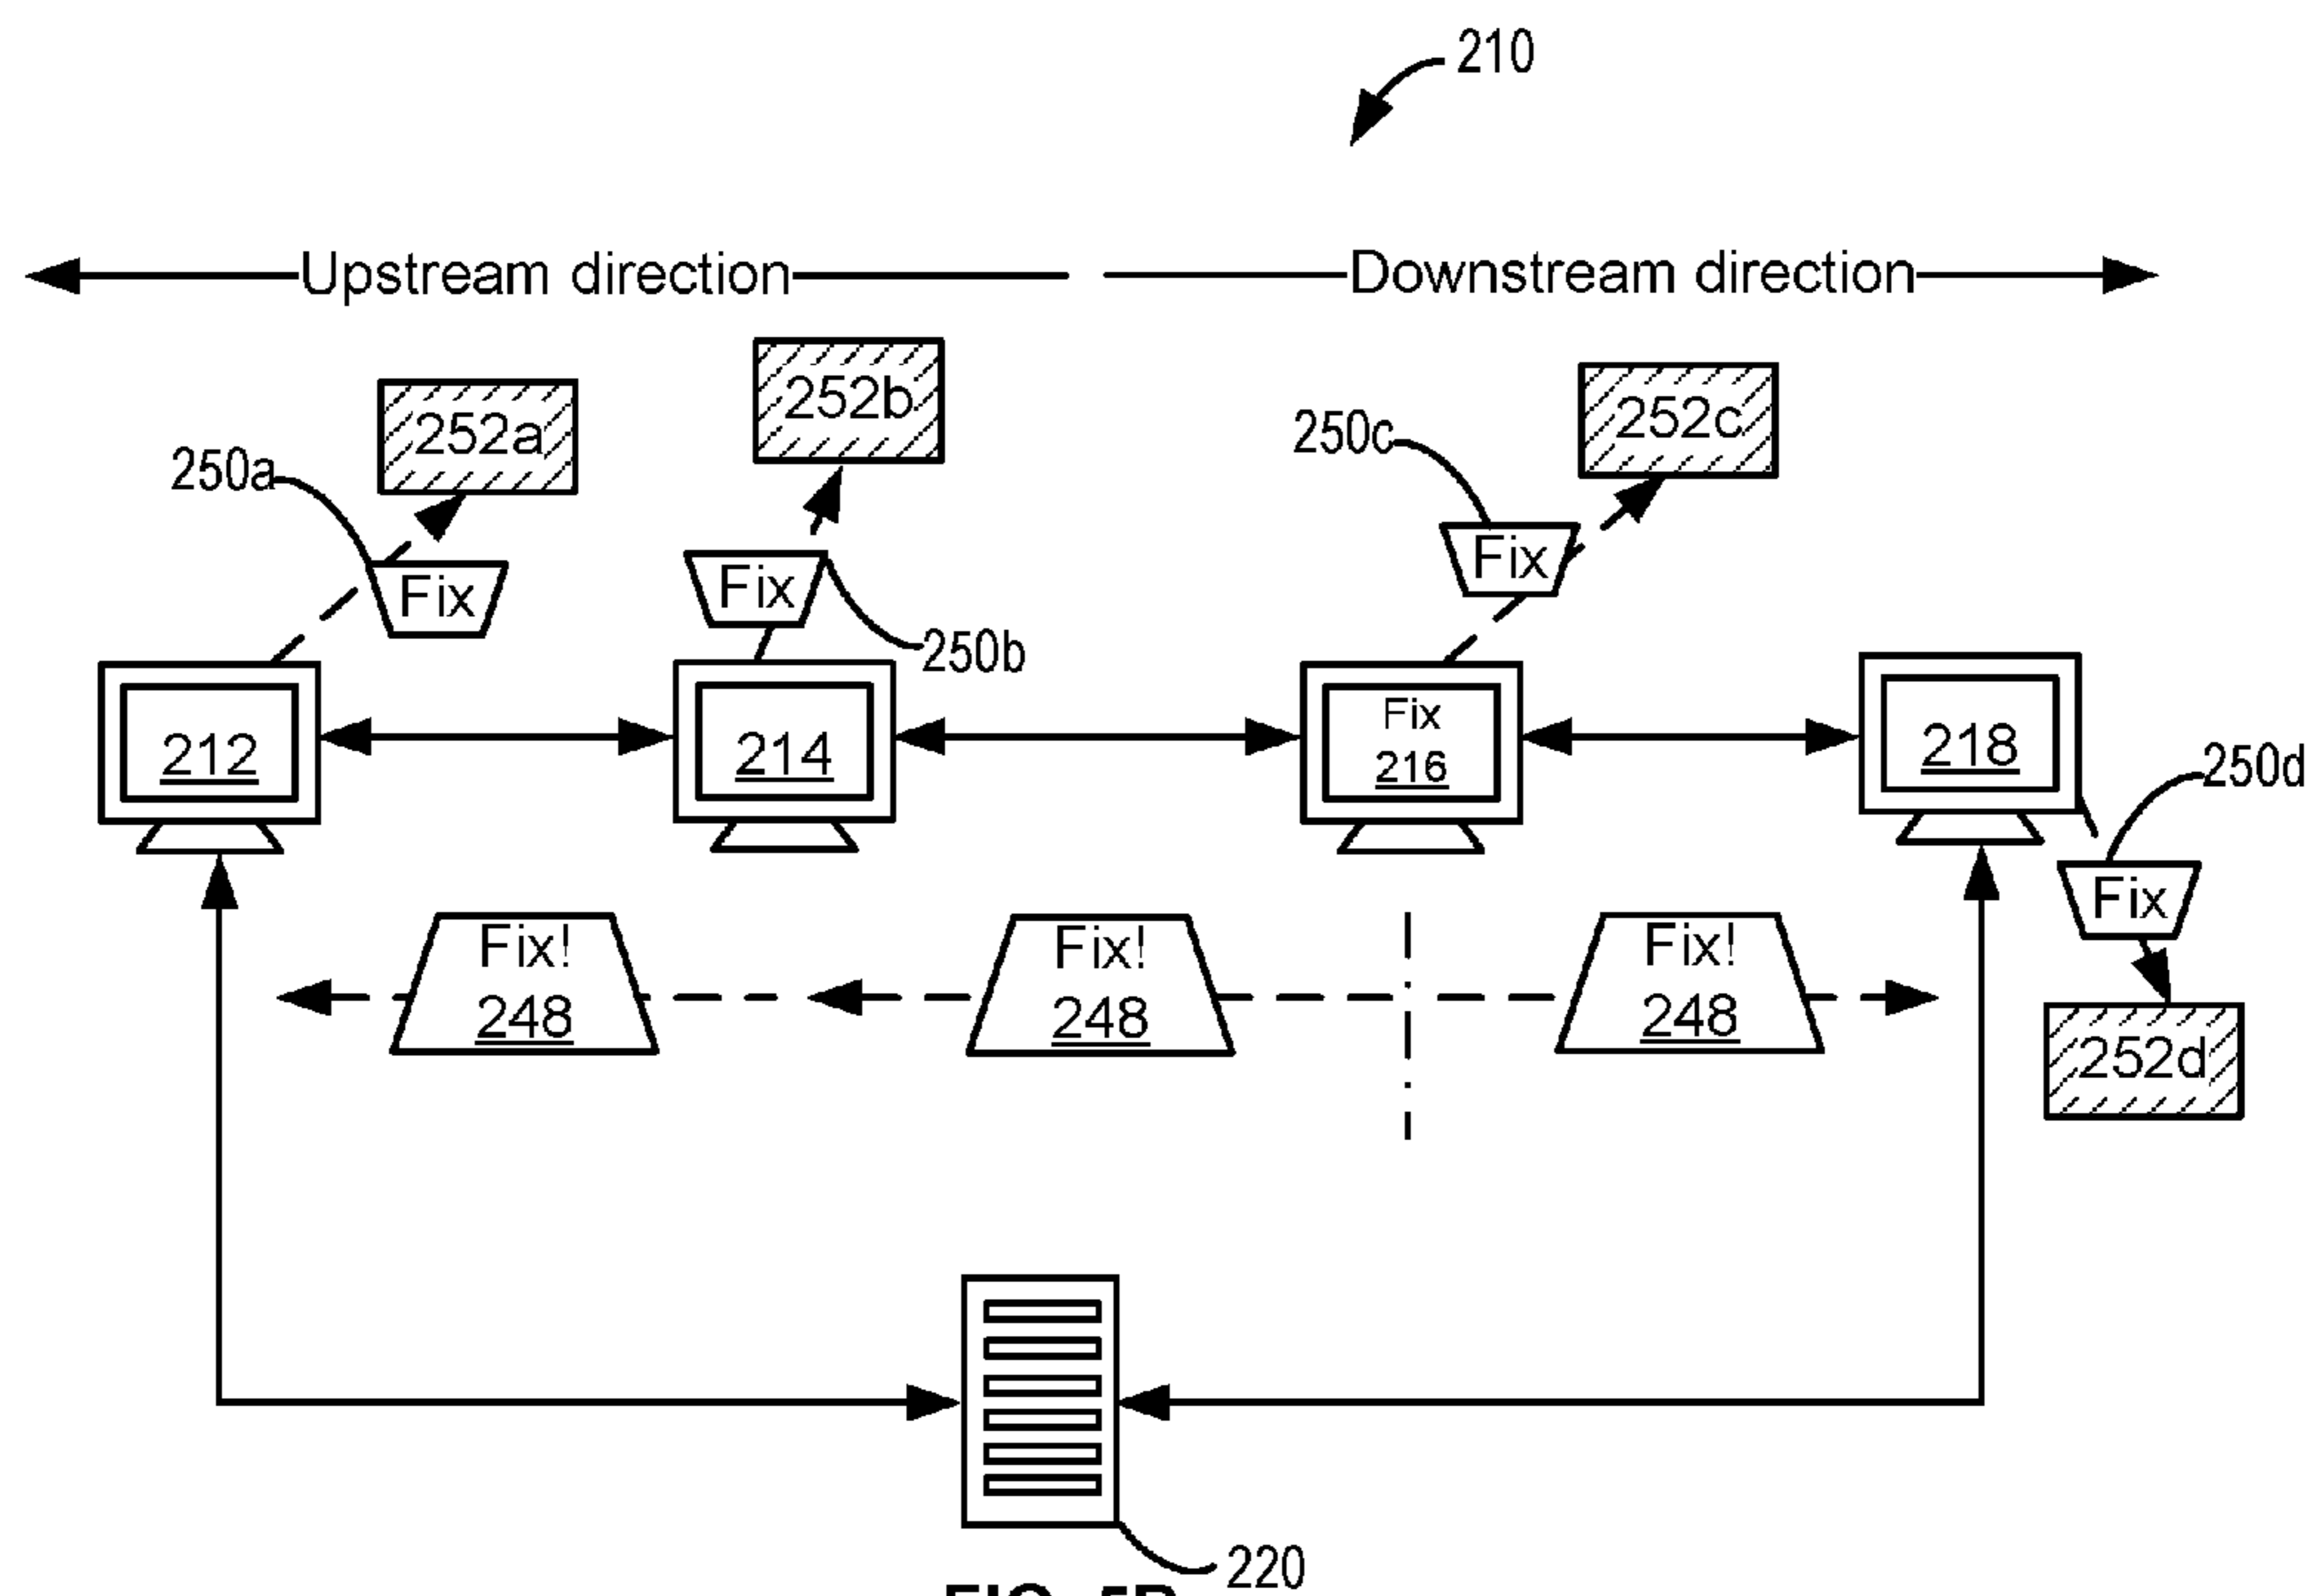 210
Upstream direction
Downstream direction
252b
252c
252a
250c
250a
Fix
Fix
Fix
250b
Fix
212
214
216
218
250d
Fix
Fix!
248
Fix!
248
Fix!
248
252d
220